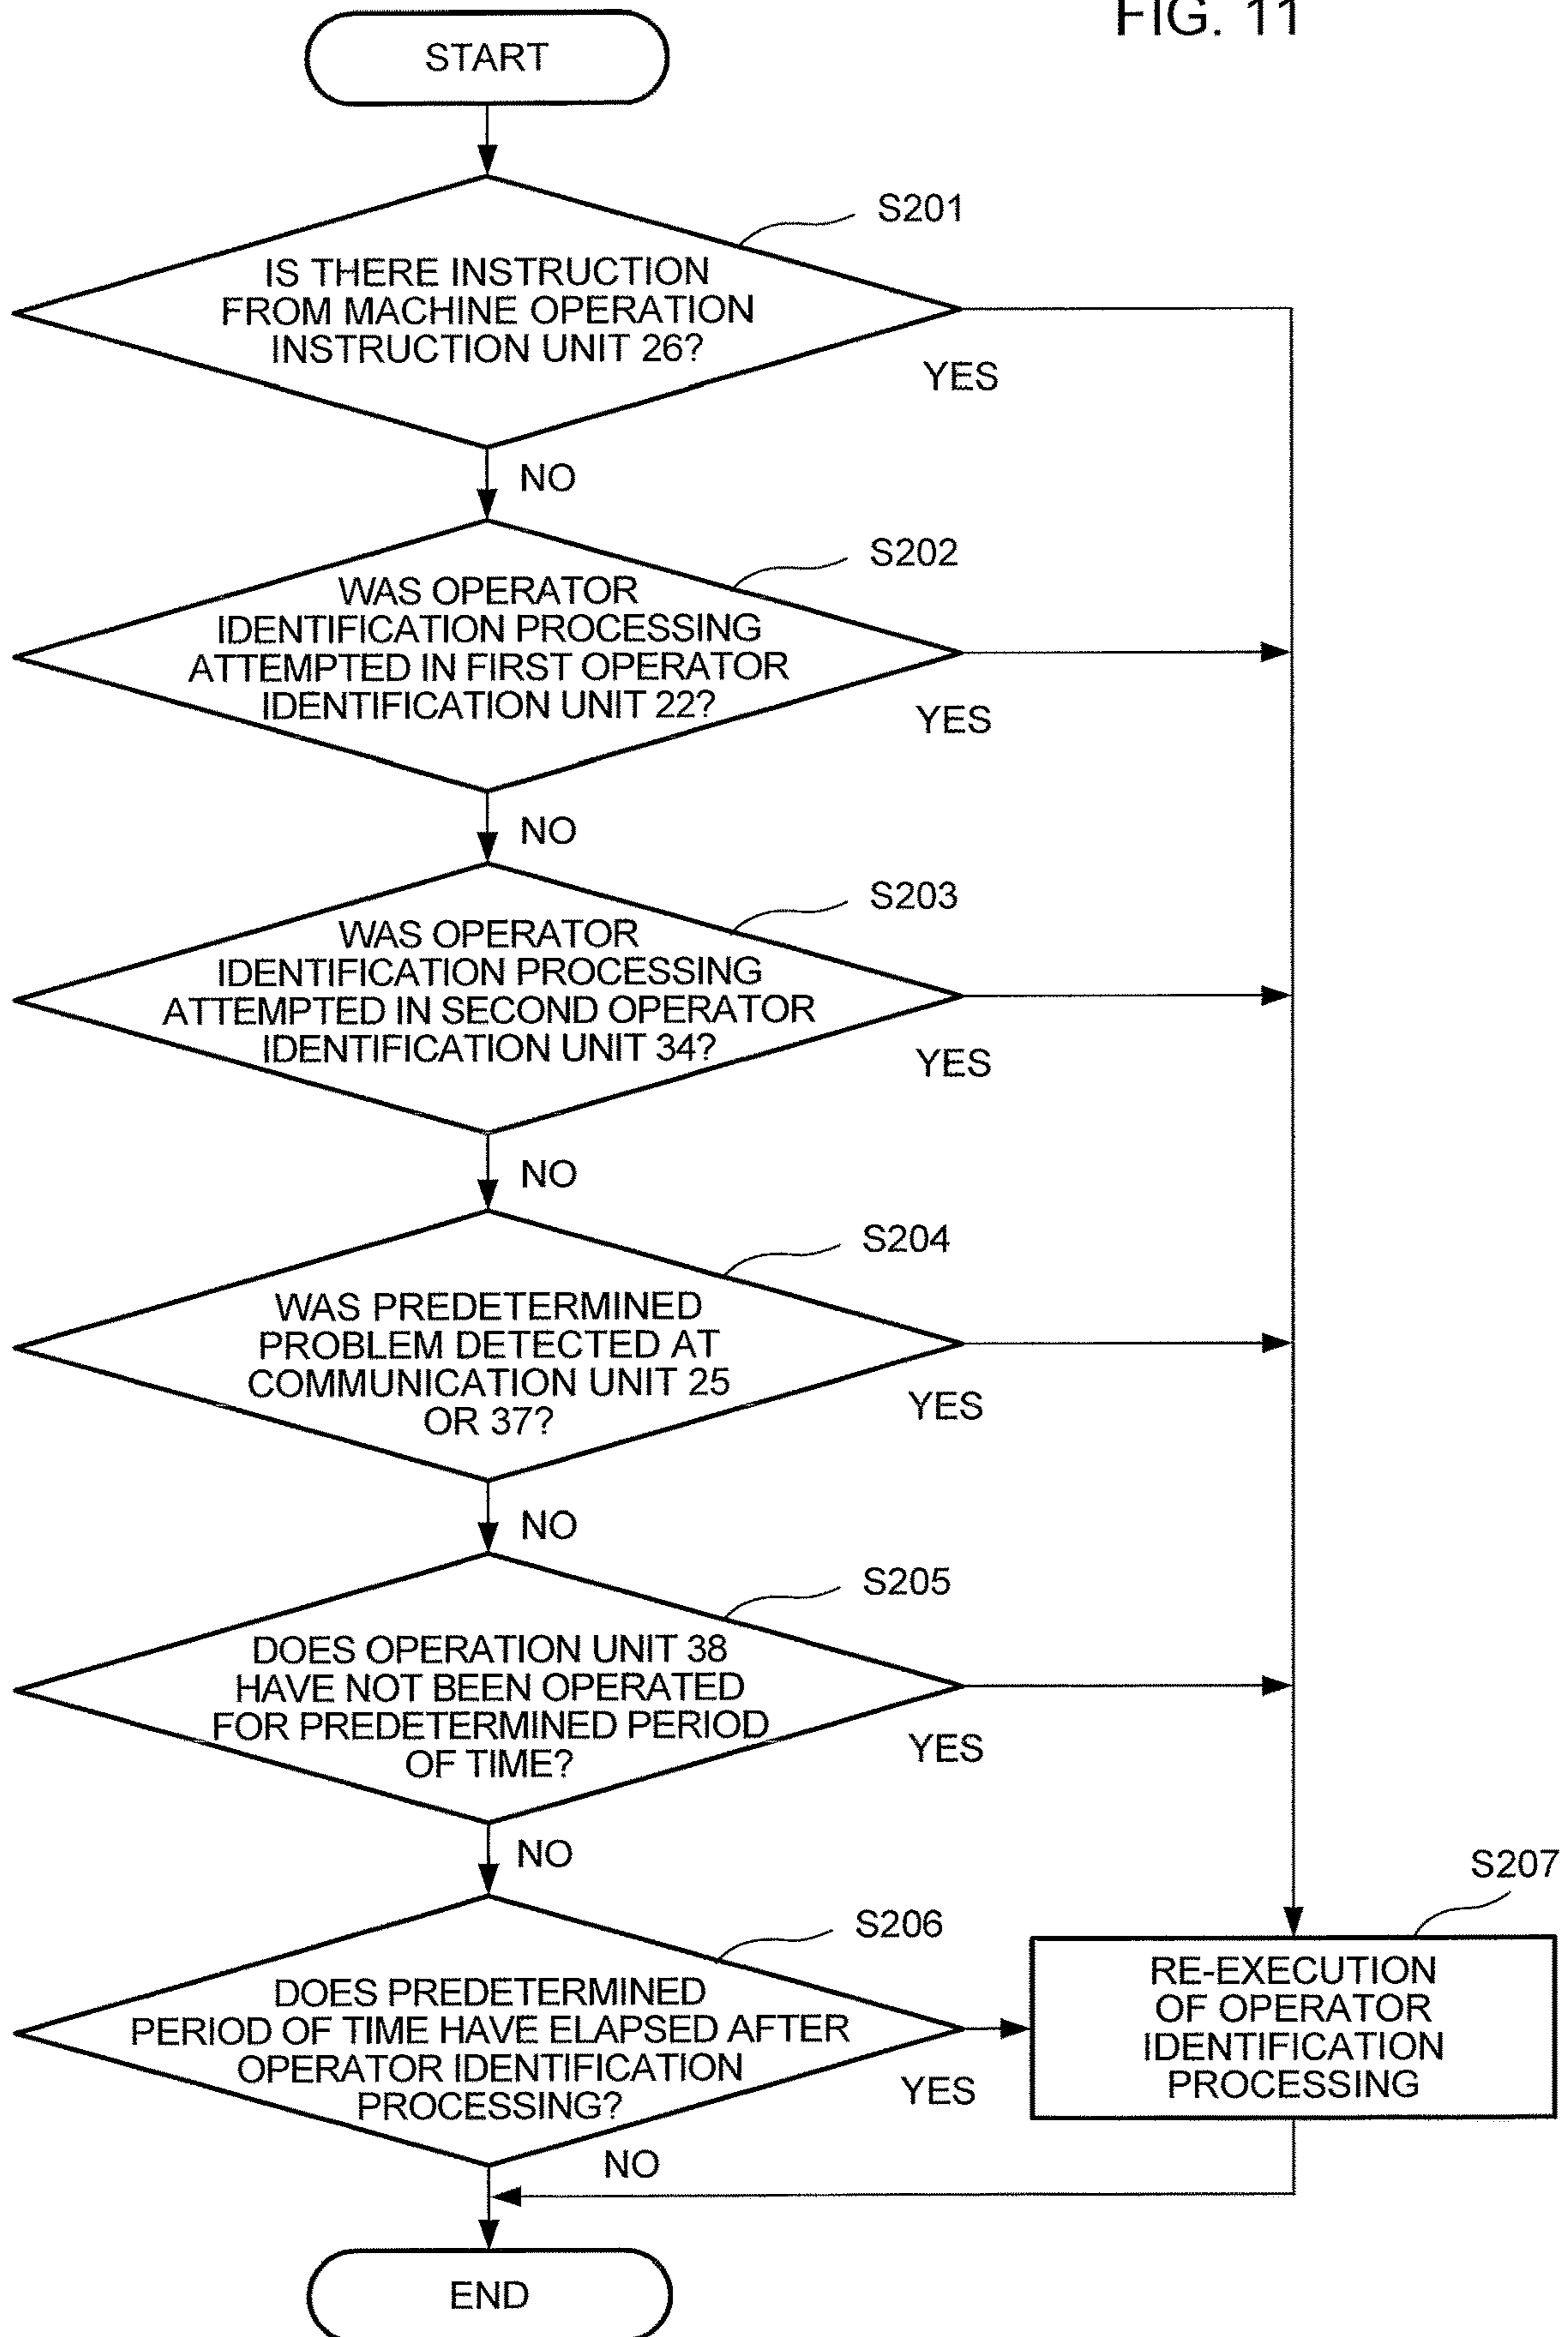 FIG. 11
START
S201
IS THERE INSTRUCTION
FROM MACHINE OPERATION
INSTRUCTION UNIT 26?
YES
NO
S202
WAS OPERATOR
IDENTIFICATION PROCESSING
ATTEMPTED IN FIRST OPERATOR
IDENTIFICATION UNIT 22?
YES
NO
S203
WAS OPERATOR
IDENTIFICATION PROCESSING
ATTEMPTED IN SECOND OPERATOR
IDENTIFICATION UNIT 34?
YES
NO
S204
WAS PREDETERMINED
PROBLEM DETECTED AT
COMMUNICATION UNIT 25
OR 37?
YES
NO
S205
DOES OPERATION UNIT 38
HAVE NOT BEEN OPERATED
FOR PREDETERMINED PERIOD
OF TIME?
YES
NO
S206
DOES PREDETERMINED
PERIOD OF TIME HAVE ELAPSED AFTER
OPERATOR IDENTIFICATION
PROCESSING?
YES
NO
S207
RE-EXECUTION
OF OPERATOR
IDENTIFICATION
PROCESSING
END